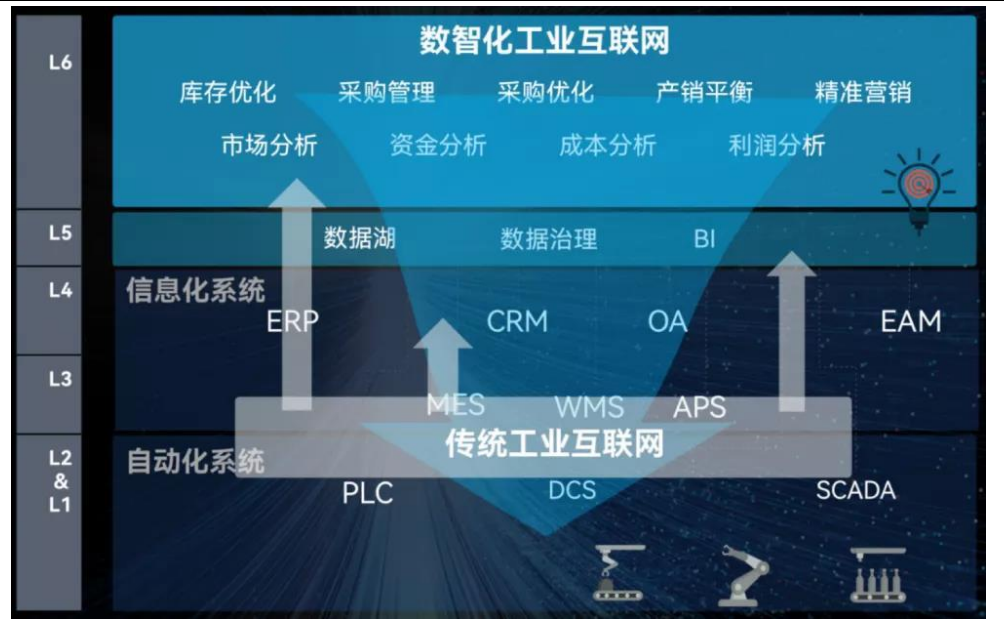 L6
数智化工业互联网
库存优化 采购管理 采购优化 产销平衡 精准营销
市场分析 资金分析 成本分析 利润分析
L5
数据湖 数据治理 BI
L4
信息化系统
ERP CRM OA EAM
L3
MES WMS APS
传统工业互联网
L2
&
L1
自动化系统
PLC DCS SCADA